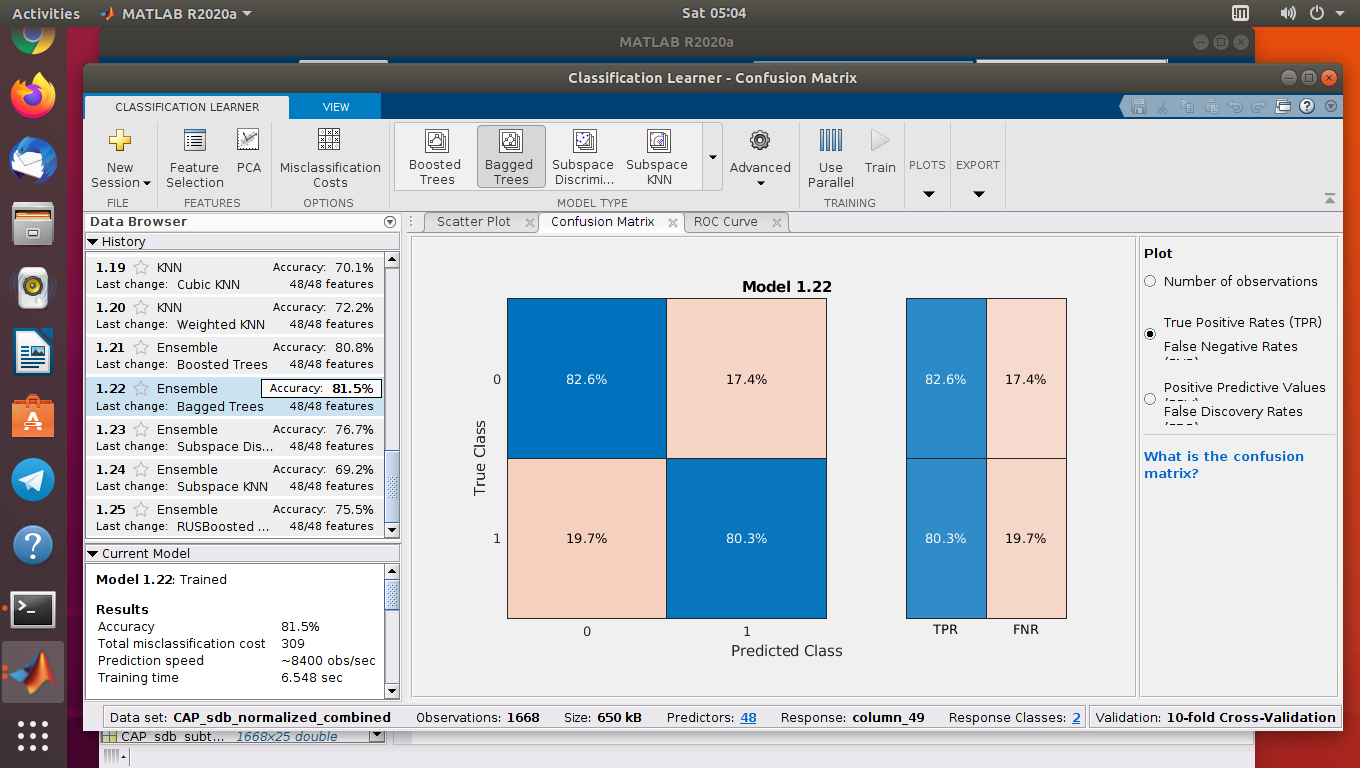 Activities MATLAB R2020a Sat 05:04
MATLAB R2020a
Classification Learner - Confusion Matrix
CLASSIFICATION LEARNER VIEW
New Session
FILE
Feature Selection
PCA
FEATURES
Misclassification Costs
OPTIONS
Boosted Trees
Bagged Trees
Subspace Discrimi...
Subspace KNN
MODEL TYPE
Advanced
Use Parallel
Train
TRAINING
PLOTS
EXPORT
Data Browser
History
1.19 KNN Accuracy: 70.1%
Last change: Cubic KNN 48/48 features
1.20 KNN Accuracy: 72.2%
Last change: Weighted KNN 48/48 features
1.21 Ensemble Accuracy: 80.8%
Last change: Boosted Trees 48/48 features
1.22 Ensemble Accuracy: 81.5%
Last change: Bagged Trees 48/48 features
1.23 Ensemble Accuracy: 76.7%
Last change: Subspace Dis... 48/48 features
1.24 Ensemble Accuracy: 69.2%
Last change: Subspace KNN 48/48 features
1.25 Ensemble Accuracy: 75.5%
Last change: RUSBoosted ... 48/48 features
Current Model
Model 1.22: Trained
Results
Accuracy 81.5%
Total misclassification cost 309
Prediction speed ~8400 obs/sec
Training time 6.548 sec
Scatter Plot Confusion Matrix ROC Curve
Model 1.22
True Class
0 82.6% 17.4% 82.6% 17.4%
1 19.7% 80.3% 80.3% 19.7%
0 1 TPR FNR
Predicted Class
Plot
Number of observations
True Positive Rates (TPR)
False Negative Rates
Positive Predictive Values
False Discovery Rates
What is the confusion
matrix?
Data set: CAP_sdb_normalized_combined Observations: 1668 Size: 650 kB Predictors: 48 Response: column_49 Response Classes: 2 Validation: 10-fold Cross-Validation
CAP_sdb_subt... 1668x25 double